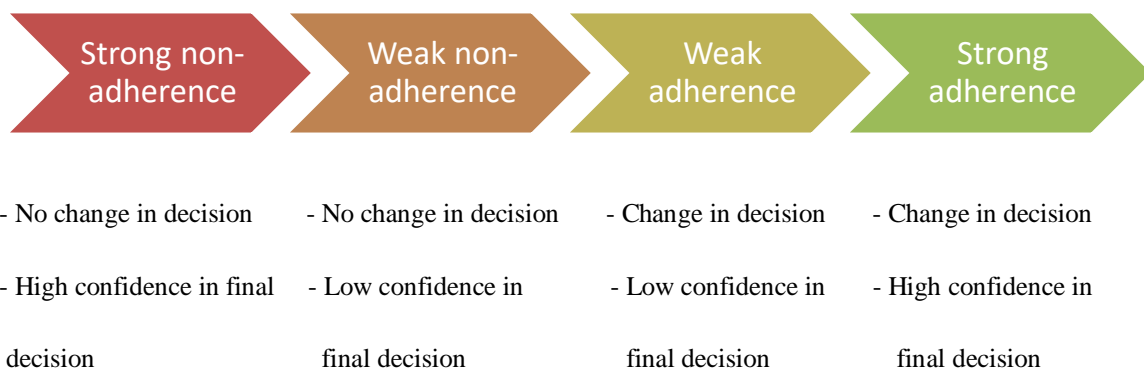 Strong non-
adherence
Weak non-
adherence
Weak
adherence
Strong
adherence
- No change in decision
- High confidence in final
decision
- No change in decision
- Low confidence in
final decision
- Change in decision
- Low confidence in
final decision
- Change in decision
- High confidence in
final decision